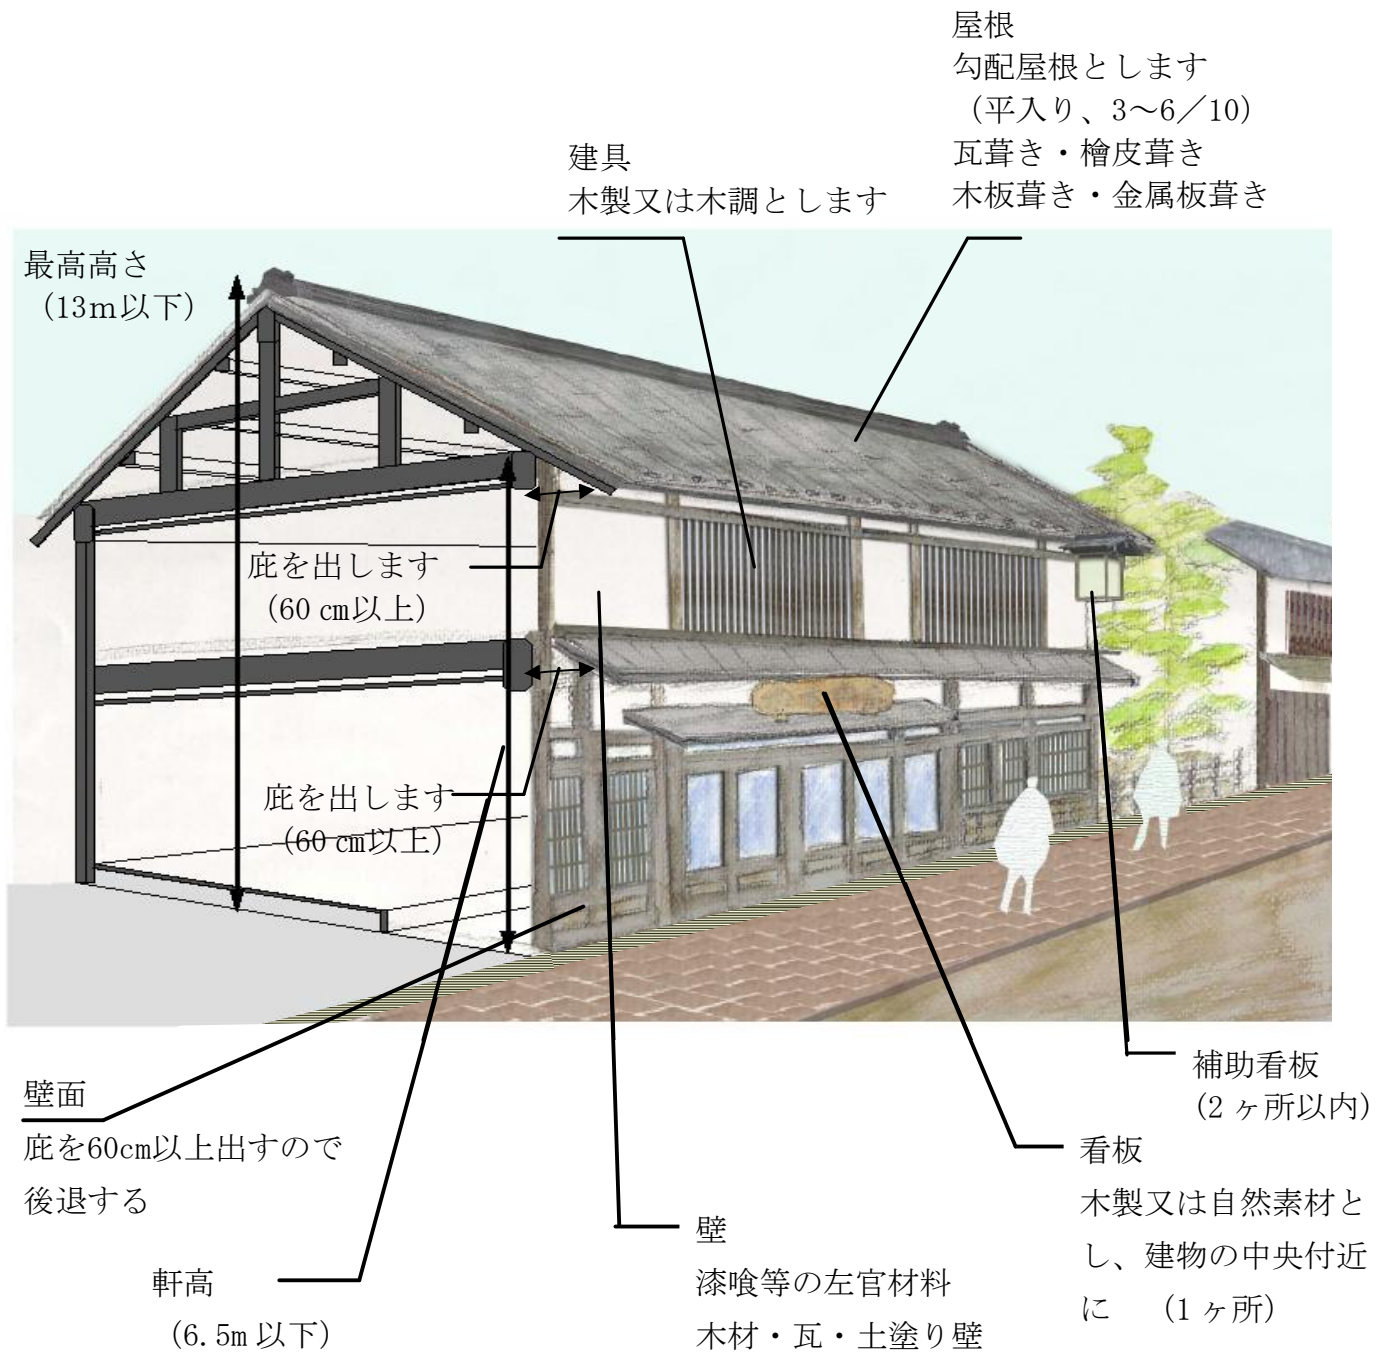 屋根
勾配屋根とします
（平入り、3～6／10）
瓦葺き・檜皮葺き
木板葺き・金属板葺き
建具
木製又は木調とします
最高高さ
（13ｍ以下）
庇を出します
（60 ㎝以上）
庇を出します
（60 ㎝以上）
壁面
庇を60㎝以上出すので
後退する
軒高
（6.5m 以下）
壁
漆喰等の左官材料
木材・瓦・土塗り壁
補助看板
（2 ヶ所以内）
看板
木製又は自然素材と
し、建物の中央付近
に　（1 ヶ所）